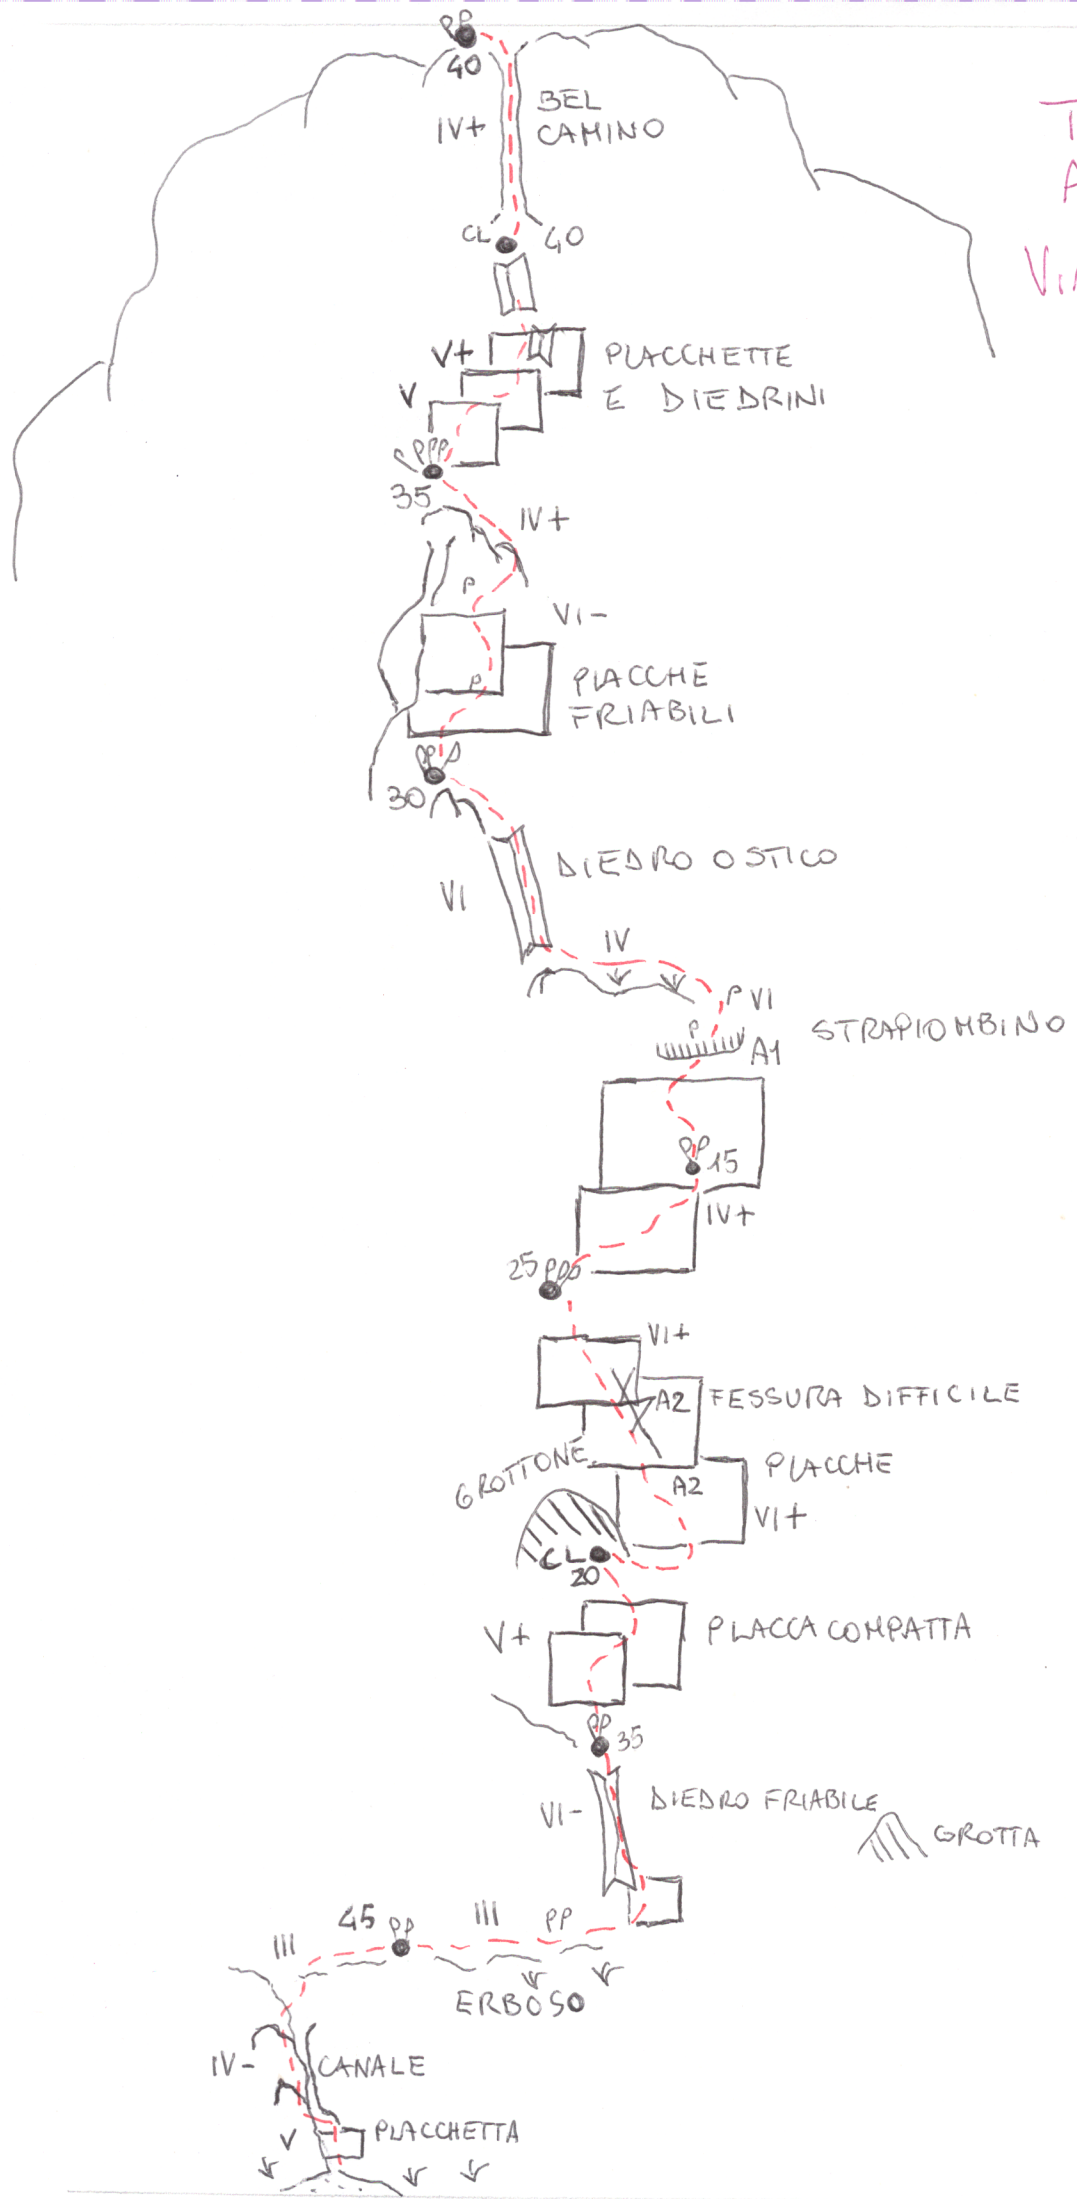 PP
40
BEL
CAMINO
IV+
CL
40
V+
PLACCHETTE
E DIEDRINI
V
PPPP
35
IV+
P
VI-
P
PLACCHE
FRIABILI
PPP
30
DIEDRO OSTICO
VI
IV
P VI
P
STRAPIOMBINO
A1
PP
15
IV+
25 PPP
VI+
A2
FESSURA DIFFICILE
GROTTONE
PLACCHE
A2
VI+
CL
20
V+
PLACCA COMPATTA
PP
35
VI-
DIEDRO FRIABILE
GROTTA
45 PP
III
PP
III
ERBOSO
IV-
CANALE
V
PLACCHETTA